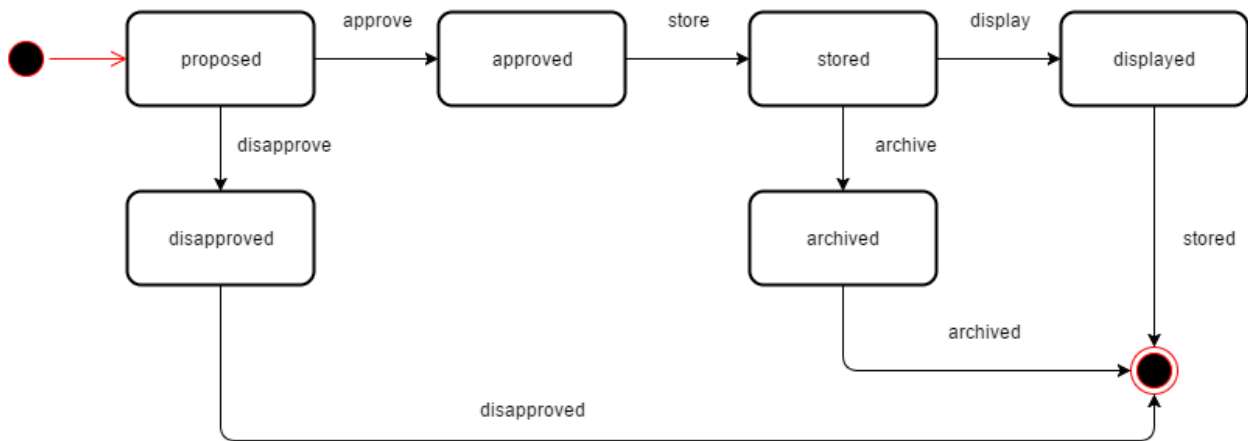 approve
store
display
proposed
approved
stored
displayed
disapprove
archive
disapproved
archived
stored
archived
disapproved